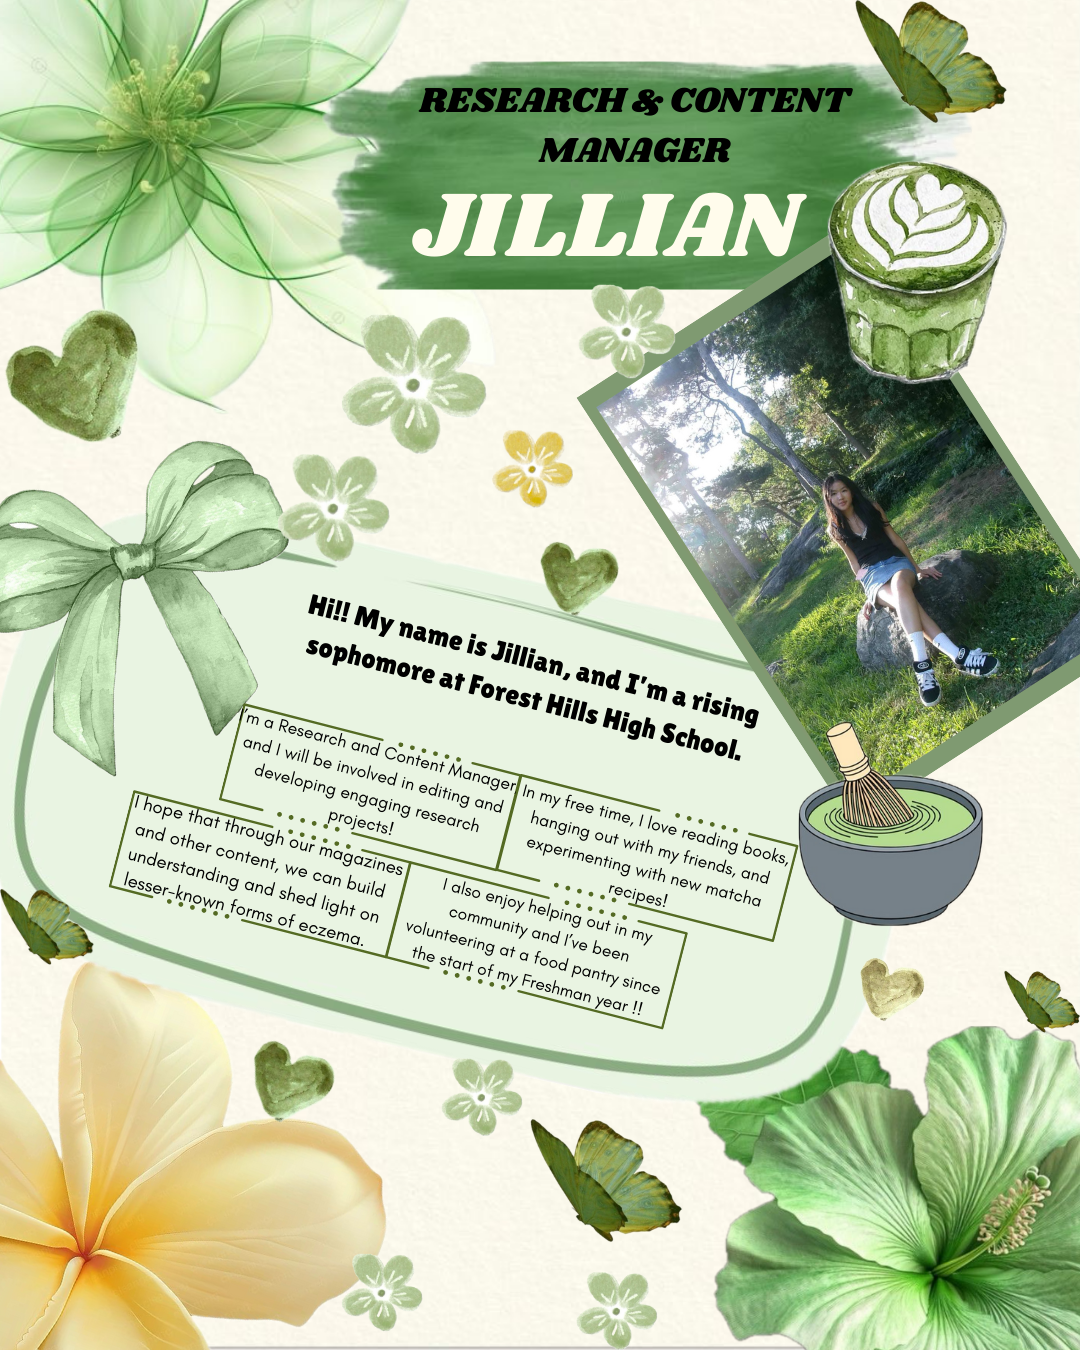 RESEARCH & CONTENT
MANAGER
JILLIAN
Hi!! My name is Jillian, and I'm a rising
sophomore at Forest Hills High School.
I'm a Research and Content Manager
and I will be involved in editing and
developing engaging research
projects!
In my free time, I love reading books,
hanging out with my friends, and
experimenting with new matcha
recipes!
I hope that through our magazines
and other content, we can build
understanding and shed light on
lesser-known forms of eczema.
I also enjoy helping out in my
community and I've been
volunteering at a food pantry since
the start of my Freshman year !!